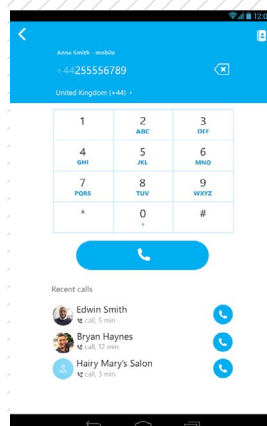 12:0
Anna Smith - mobile
+44255556789
United Kingdom (+44)
1
2
ABC
3
DEF
4
GHI
5
JKL
6
MNO
7
PQRS
8
TUV
9
WXYZ
*
0
+
#
Recent calls
Edwin Smith
call, 5 min
Bryan Haynes
call, 12 min
Hairy Mary's Salon
call, 3 min